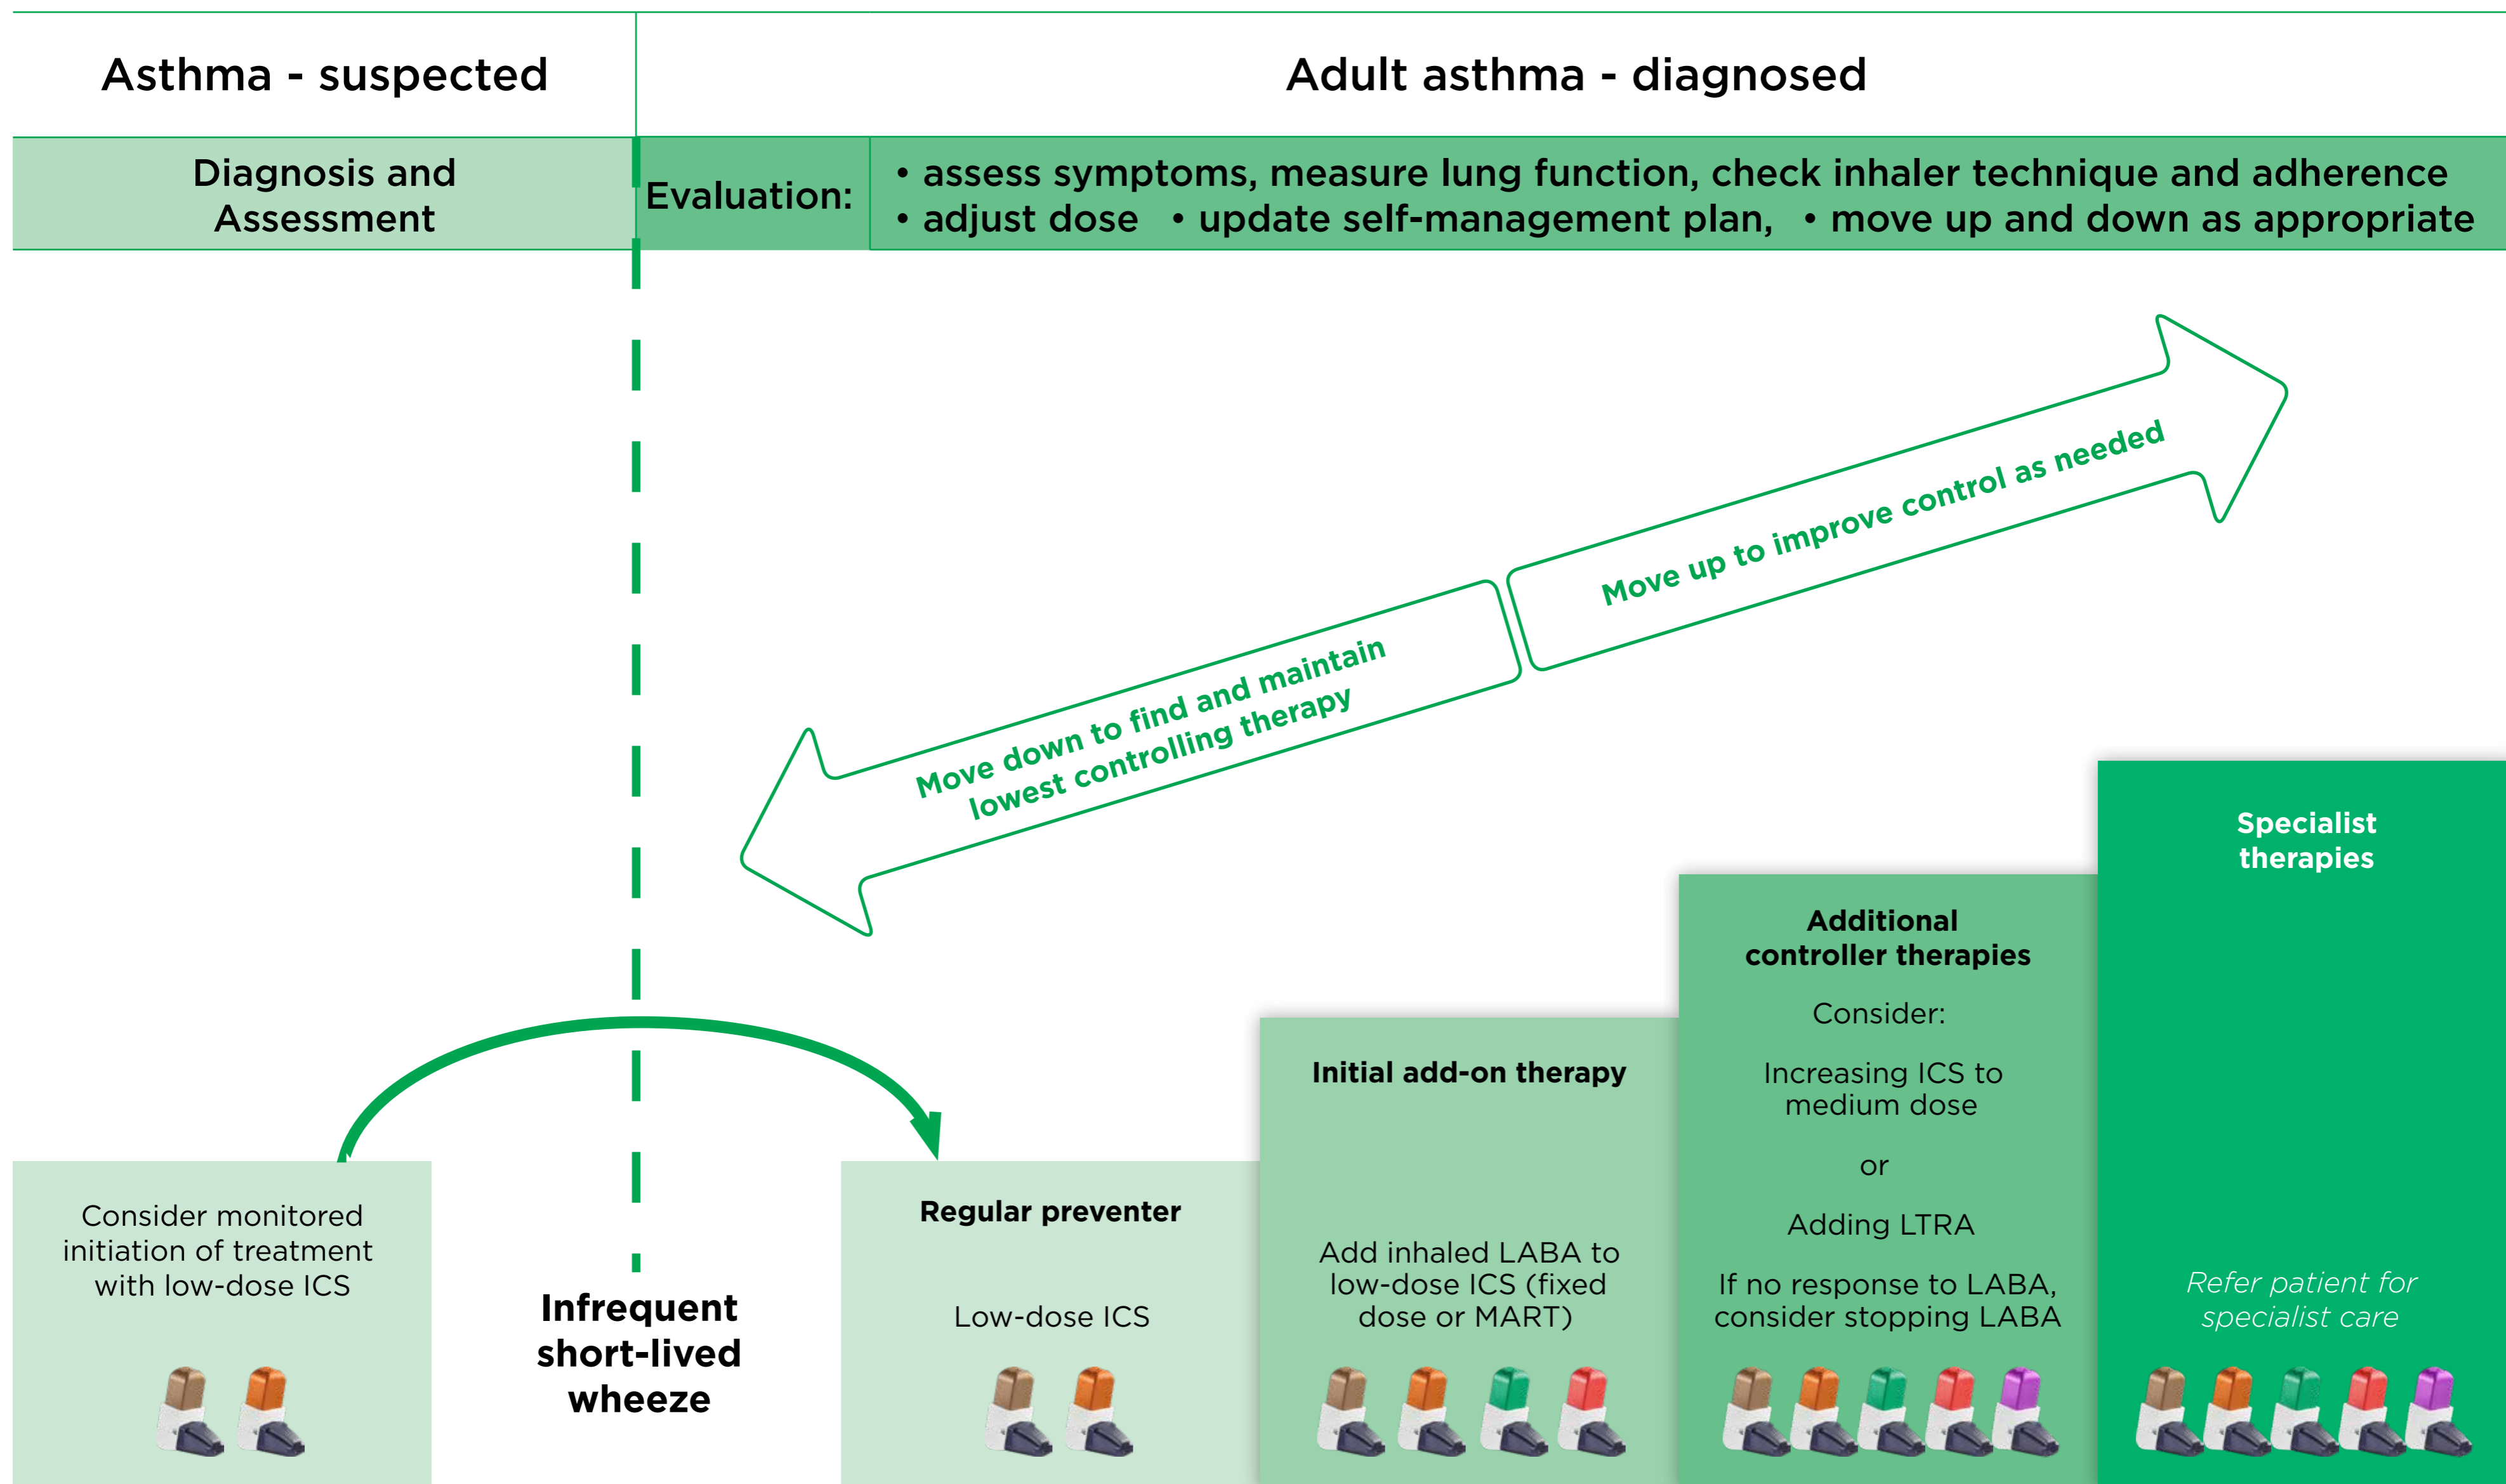 Asthma - suspected
Adult asthma - diagnosed
Diagnosis and
Assessment
Evaluation:
• assess symptoms, measure lung function, check inhaler technique and adherence
• adjust dose • update self-management plan, • move up and down as appropriate
Move up to improve control as needed
Move down to find and maintain
lowest controlling therapy
Consider monitored
initiation of treatment
with low-dose ICS
Infrequent
short-lived
wheeze
Regular preventer
Low-dose ICS
Initial add-on therapy
Add inhaled LABA to
low-dose ICS (fixed
dose or MART)
Additional
controller therapies
Consider:
Increasing ICS to
medium dose
or
Adding LTRA
If no response to LABA,
consider stopping LABA
Specialist
therapies
Refer patient for
specialist care